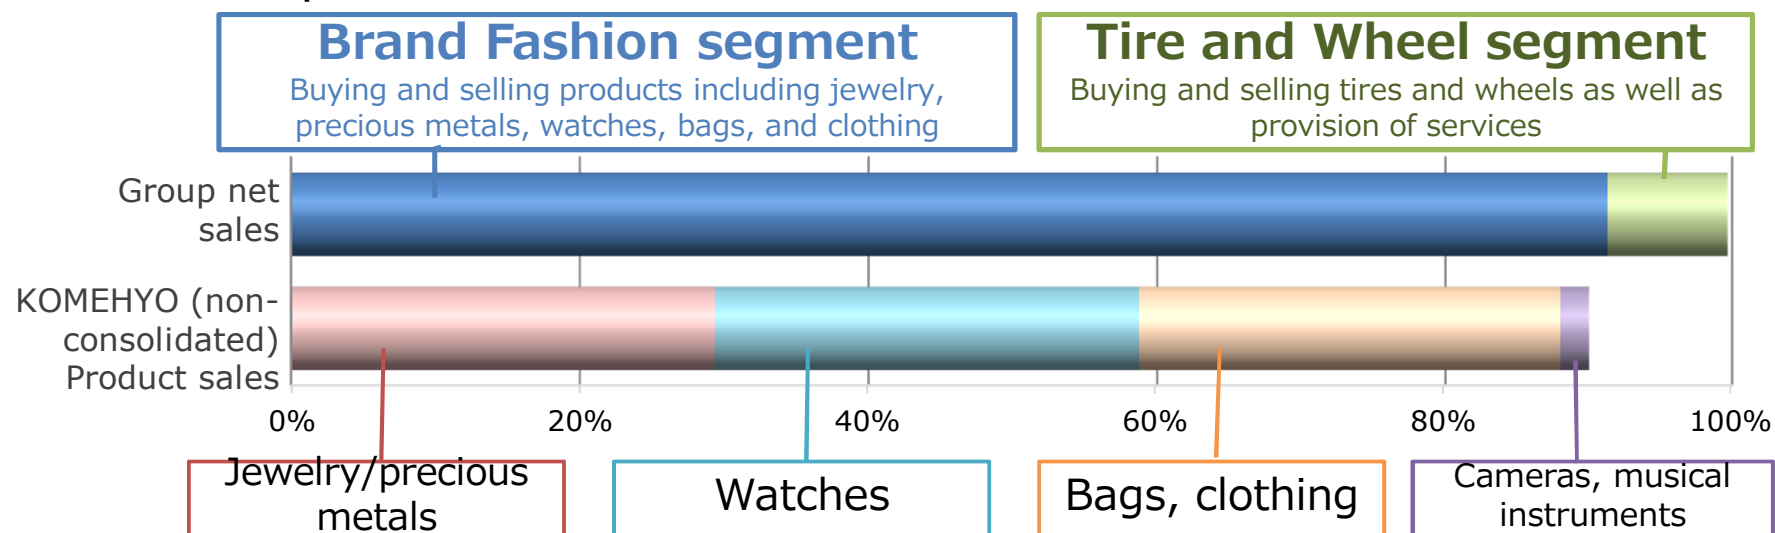 Brand Fashion segment
Buying and selling products including jewelry,
precious metals, watches, bags, and clothing
Tire and Wheel segment
Buying and selling tires and wheels as well as
provision of services
Group net
sales
KOMEHYO (non-
consolidated)
Product sales
0%
20%
40%
60%
80%
100%
Jewelry/precious
metals
Watches
Bags, clothing
Cameras, musical
instruments